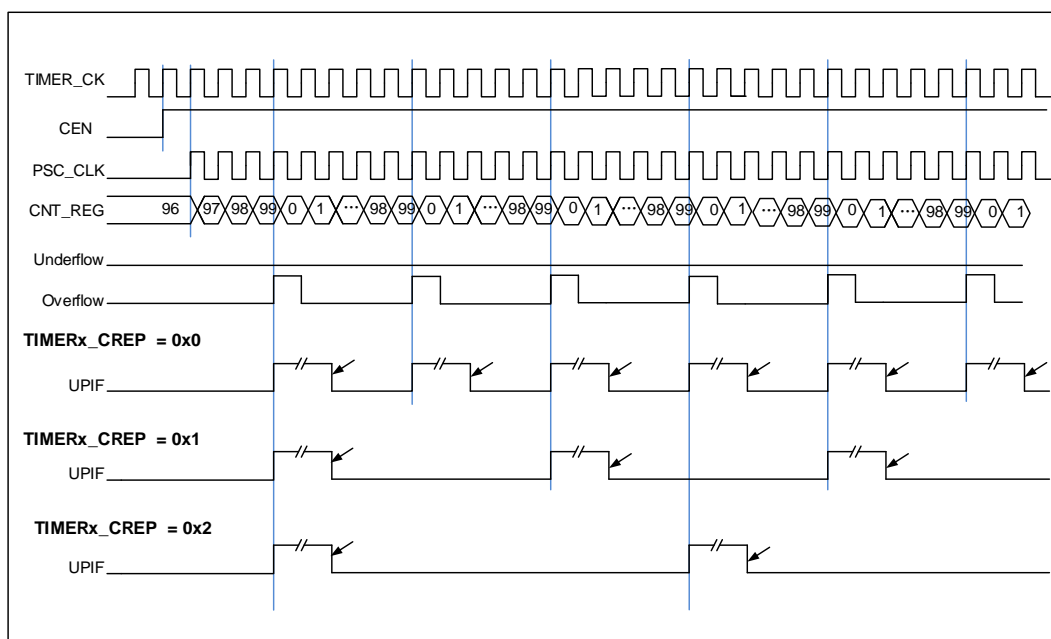 TIMER_CK
CEN
PSC_CLK
CNT_REG 96 97 98 99 0 1 ... 98 99 0 1 ... 98 99 0 1 ... 98 99 0 1 ... 98 99 0 1 ... 98 99 0 1
Underflow
Overflow
TIMERx_CREP = 0x0
UPIF
TIMERx_CREP = 0x1
UPIF
TIMERx_CREP = 0x2
UPIF